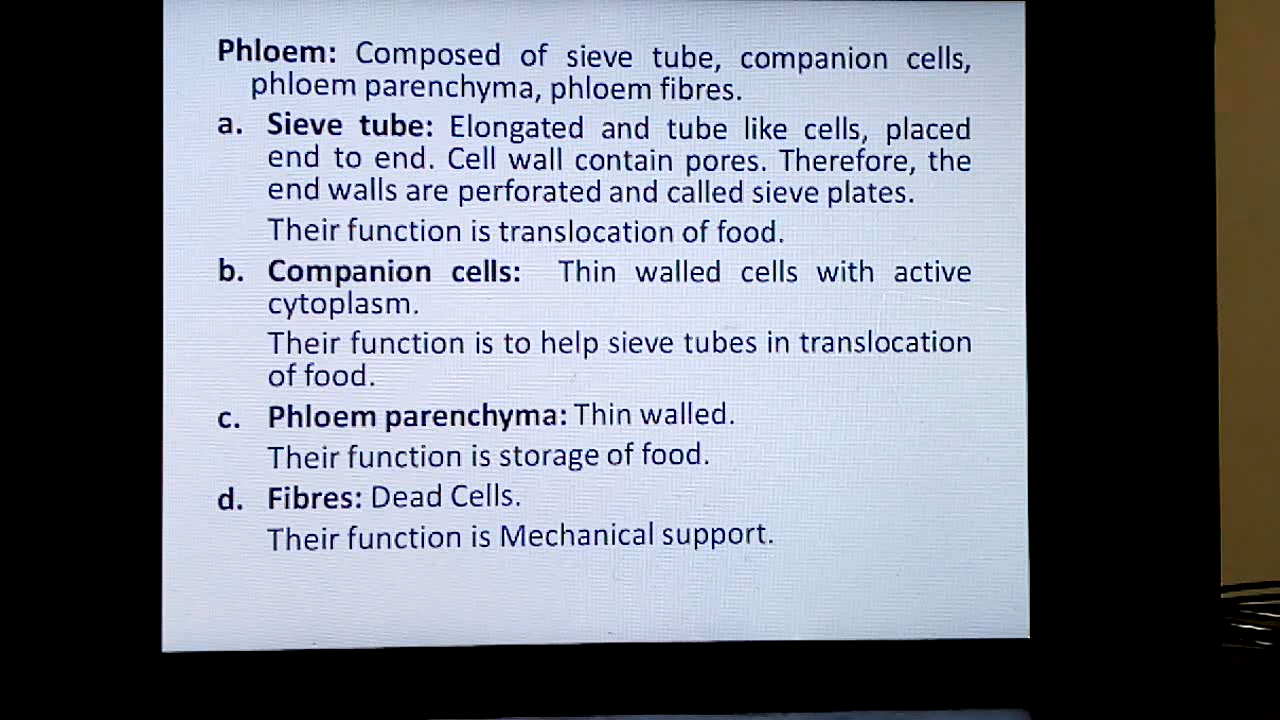 Phloem: Composed of sieve tube, companion cells,
phloem parenchyma, phloem fibres.
a. Sieve tube: Elongated and tube like cells, placed
end to end. Cell wall contain pores. Therefore, the
end walls are perforated and called sieve plates.
Their function is translocation of food.
b. Companion cells: Thin walled cells with active
cytoplasm.
Their function is to help sieve tubes in translocation
of food.
c. Phloem parenchyma: Thin walled.
Their function is storage of food.
d. Fibres: Dead Cells.
Their function is Mechanical support.